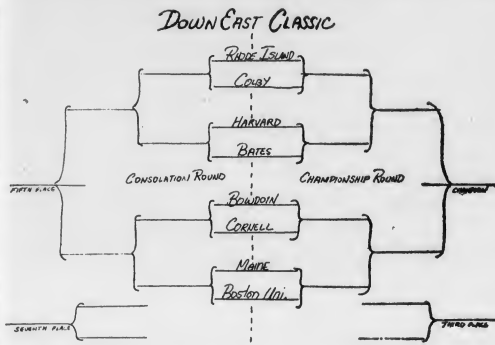 DOWN EAST CLASSIC
RHODE ISLAND
COLBY
HARVARD
BATES
CONSOLATION ROUND
CHAMPIONSHIP ROUND
FIFTH PLACE
CHAMPION
BOWDOIN
CORNELL
MAINE
BOSTON UNI.
SEVENTH PLACE
THIRD PLACE